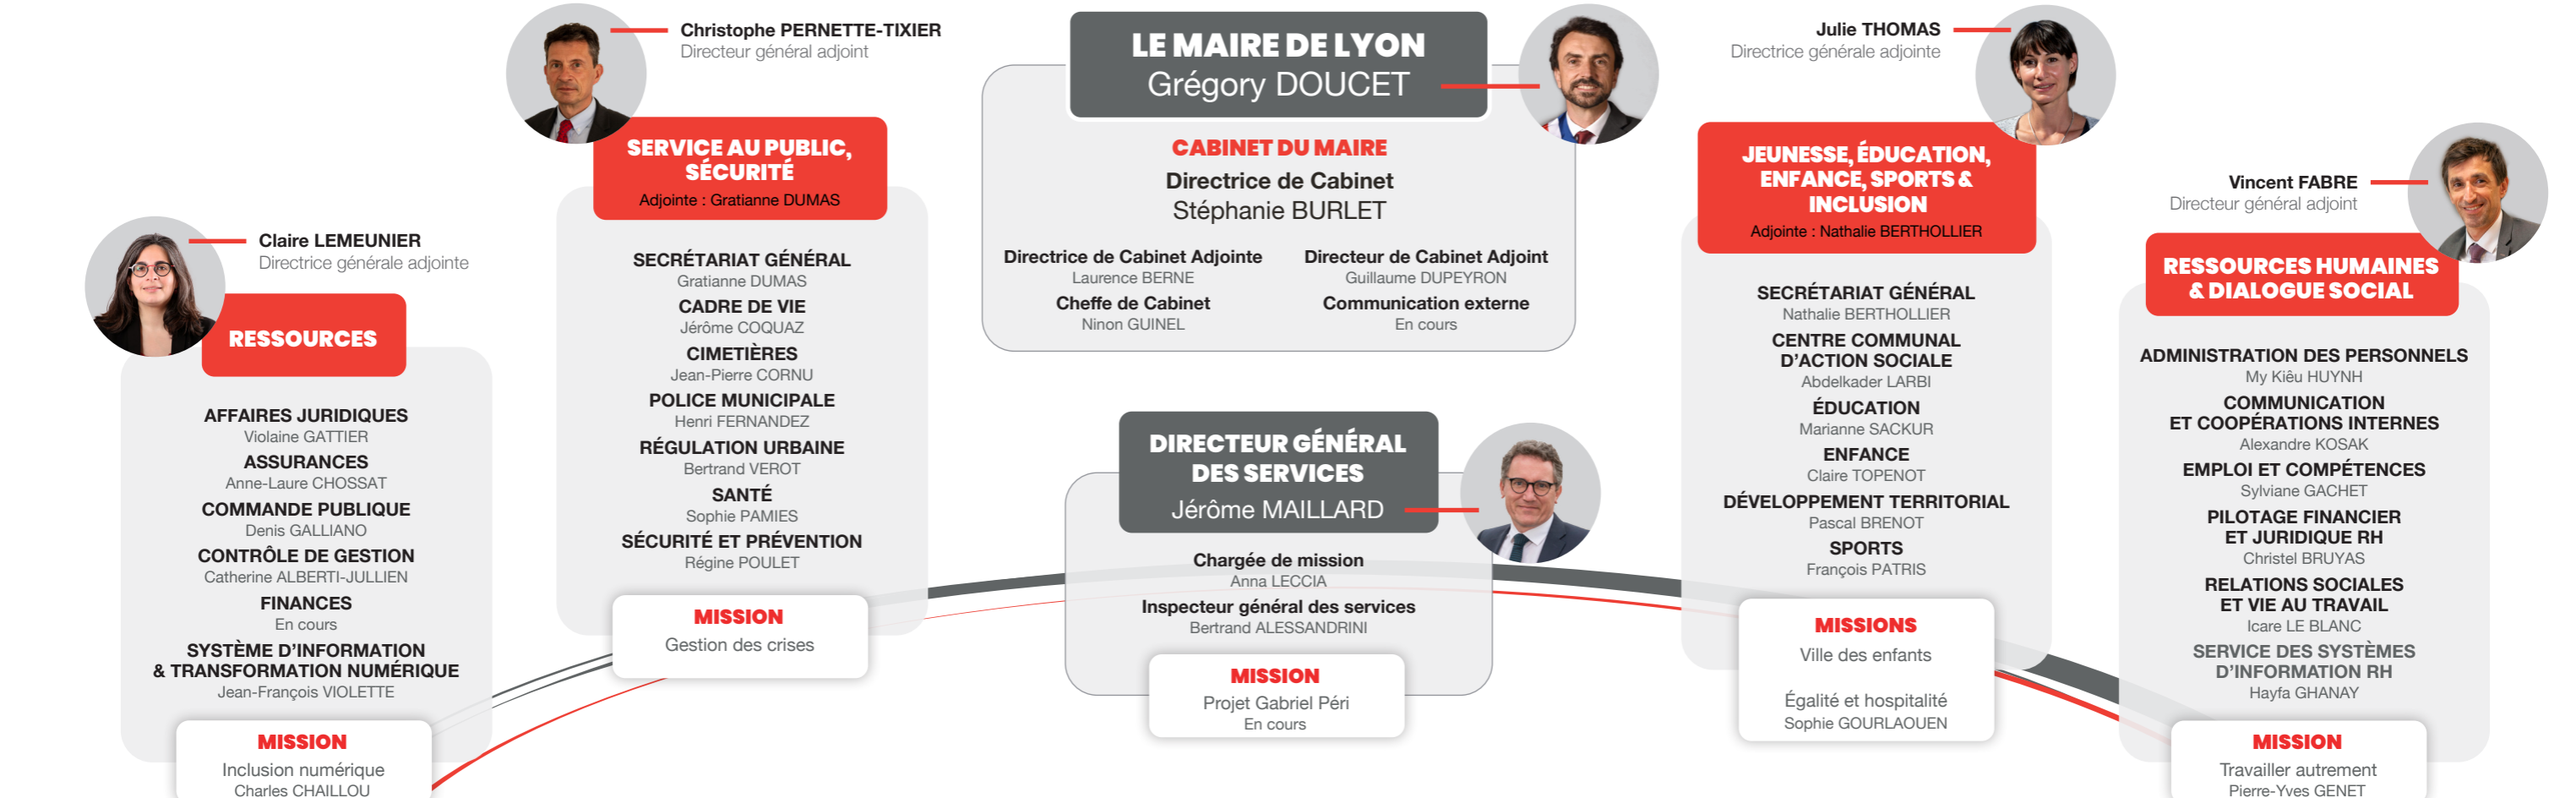 Claire LEMEUNIER
Directrice générale adjointe
RESSOURCES
AFFAIRES JURIDIQUES
Violaine GATTIER
ASSURANCES
Anne-Laure CHOSSAT
COMMANDE PUBLIQUE
Denis GALLIANO
CONTRÔLE DE GESTION
Catherine ALBERTI-JULLIEN
FINANCES
En cours
SYSTÈME D’INFORMATION
& TRANSFORMATION NUMÉRIQUE
Jean-François VIOLETTE
MISSION
Inclusion numérique
Charles CHAILLOU
Christophe PERNETTE-TIXIER
Directeur général adjoint
SERVICE AU PUBLIC,
SÉCURITÉ
Adjointe : Gratianne DUMAS
SECRÉTARIAT GÉNÉRAL
Gratianne DUMAS
CADRE DE VIE
Jérôme COQUAZ
CIMETIÈRES
Jean-Pierre CORNU
POLICE MUNICIPALE
Henri FERNANDEZ
RÉGULATION URBAINE
Bertrand VEROT
SANTÉ
Sophie PAMIES
SÉCURITÉ ET PRÉVENTION
Régine POULET
MISSION
Gestion des crises
LE MAIRE DE LYON
Grégory DOUCET
CABINET DU MAIRE
Directrice de Cabinet
Stéphanie BURLET
Directrice de Cabinet Adjointe
Laurence BERNE
Directeur de Cabinet Adjoint
Guillaume DUPEYRON
Cheffe de Cabinet
Ninon GUINEL
Communication externe
En cours
DIRECTEUR GÉNÉRAL
DES SERVICES
Jérôme MAILLARD
Chargée de mission
Anna LECCIA
Inspecteur général des services
Bertrand ALESSANDRINI
MISSION
Projet Gabriel Péri
En cours
Julie THOMAS
Directrice générale adjointe
JEUNESSE, ÉDUCATION,
ENFANCE, SPORTS &
INCLUSION
Adjointe : Nathalie BERTHOLLIER
SECRÉTARIAT GÉNÉRAL
Nathalie BERTHOLLIER
CENTRE COMMUNAL
D’ACTION SOCIALE
Abdelkader LARBI
ÉDUCATION
Marianne SACKUR
ENFANCE
Claire TOPENOT
DÉVELOPPEMENT TERRITORIAL
Pascal BRENOT
SPORTS
François PATRIS
MISSIONS
Ville des enfants
Égalité et hospitalité
Sophie GOURLAOUEN
Vincent FABRE
Directeur général adjoint
RESSOURCES HUMAINES
& DIALOGUE SOCIAL
ADMINISTRATION DES PERSONNELS
My Kiêu HUYNH
COMMUNICATION
ET COOPÉRATIONS INTERNES
Alexandre KOSAK
EMPLOI ET COMPÉTENCES
Sylviane GACHET
PILOTAGE FINANCIER
ET JURIDIQUE RH
Christel BRUYAS
RELATIONS SOCIALES
ET VIE AU TRAVAIL
Icare LE BLANC
SERVICE DES SYSTÈMES
D’INFORMATION RH
Hayfa GHANAY
MISSION
Travailler autrement
Pierre-Yves GENET